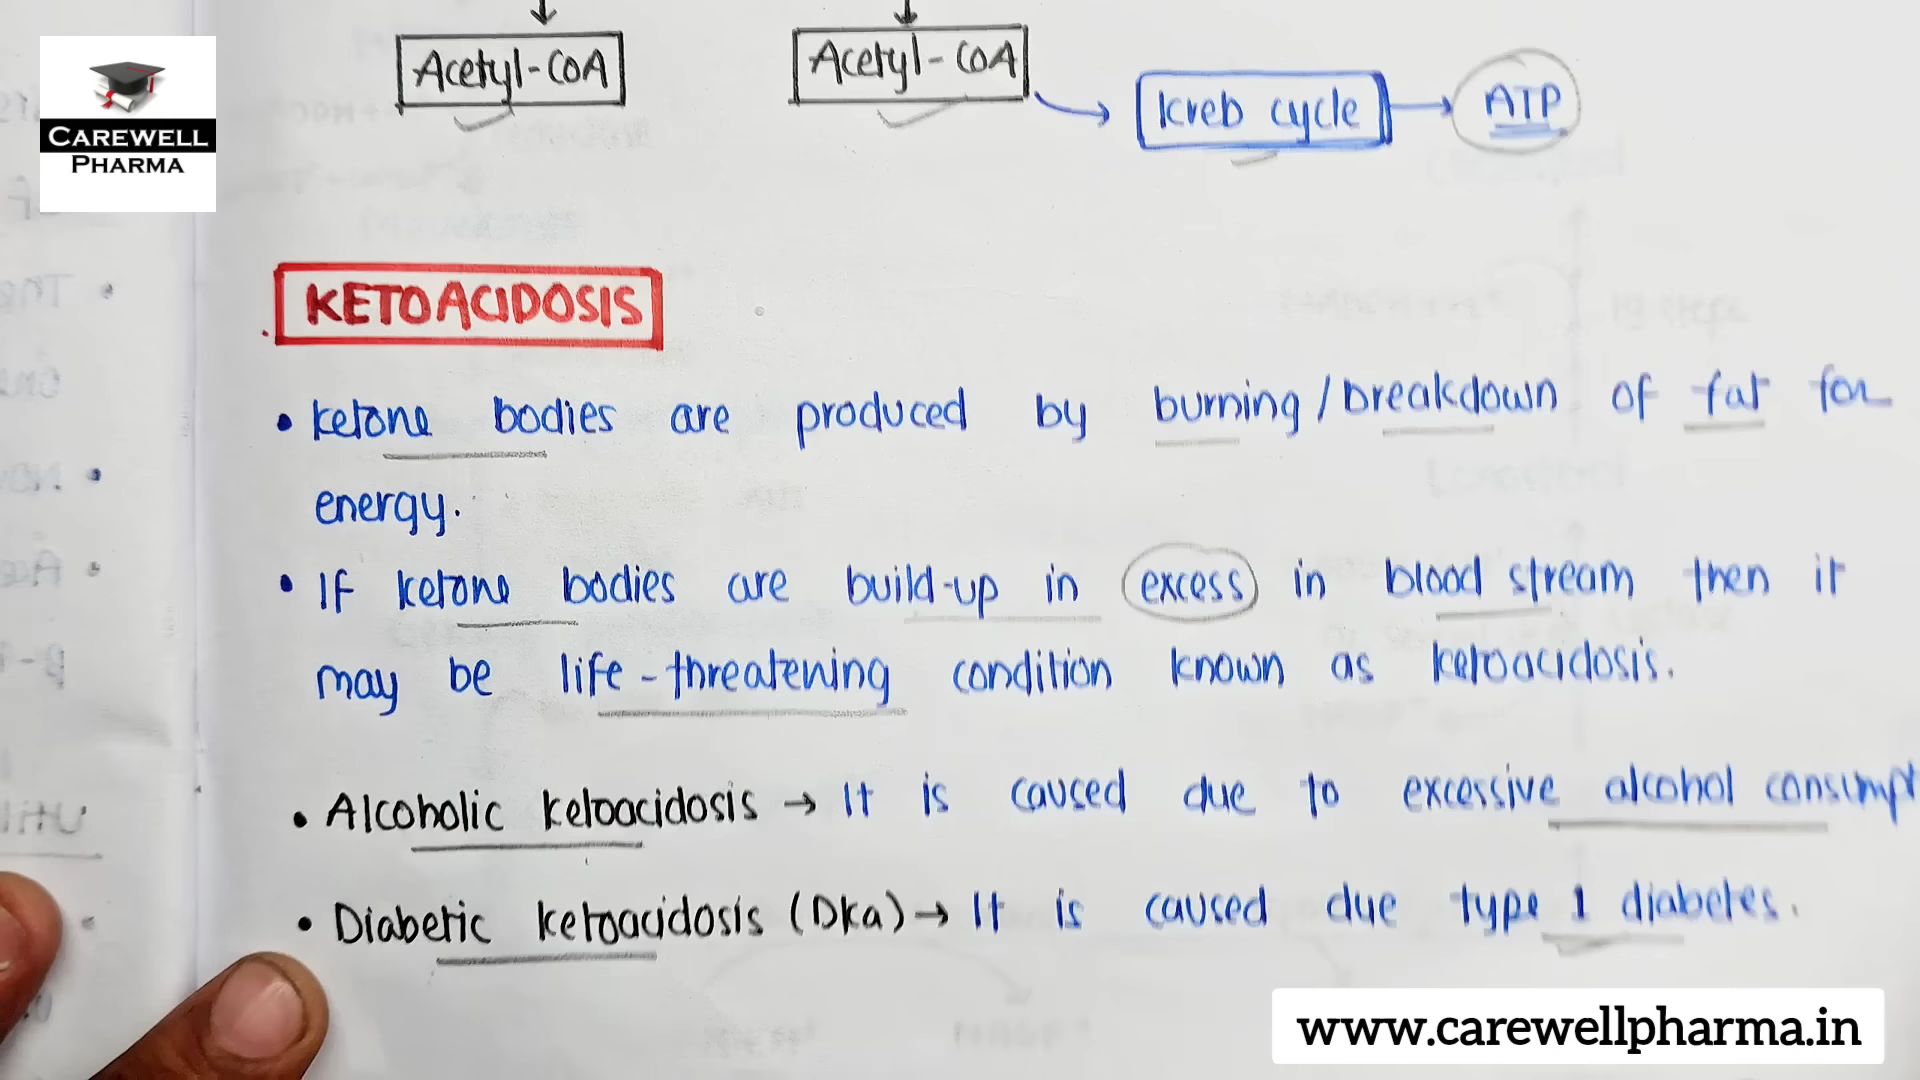 Acetyl-CoA
Acetyl-CoA
Kreb cycle
ATP
CAREWELL
PHARMA
KETOACIDOSIS
• Ketone bodies are produced by burning/breakdown of fat for
energy.
• If ketone bodies are build-up in excess in blood stream then it
may be life-threatening condition known as ketoacidosis.
• Alcoholic ketoacidosis → It is caused due to excessive alcohol consumpt
• Diabetic ketoacidosis (DKa) → It is caused due type 1 diabetes.
www.carewellpharma.in